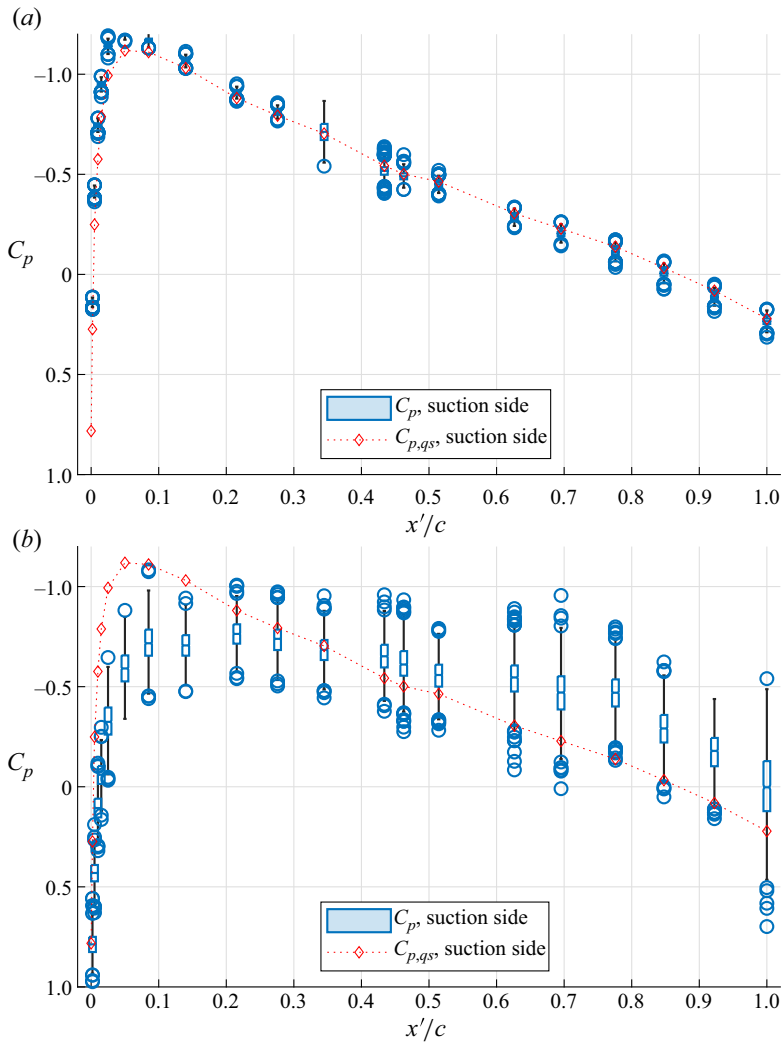 (a)
–1.0
–0.5
C_p
0
0.5
1.0
C_p, suction side
C_p,qs, suction side
0 0.1 0.2 0.3 0.4 0.5 0.6 0.7 0.8 0.9 1.0
x′/c
(b)
–1.0
–0.5
C_p
0
0.5
1.0
C_p, suction side
C_p,qs, suction side
0 0.1 0.2 0.3 0.4 0.5 0.6 0.7 0.8 0.9 1.0
x′/c